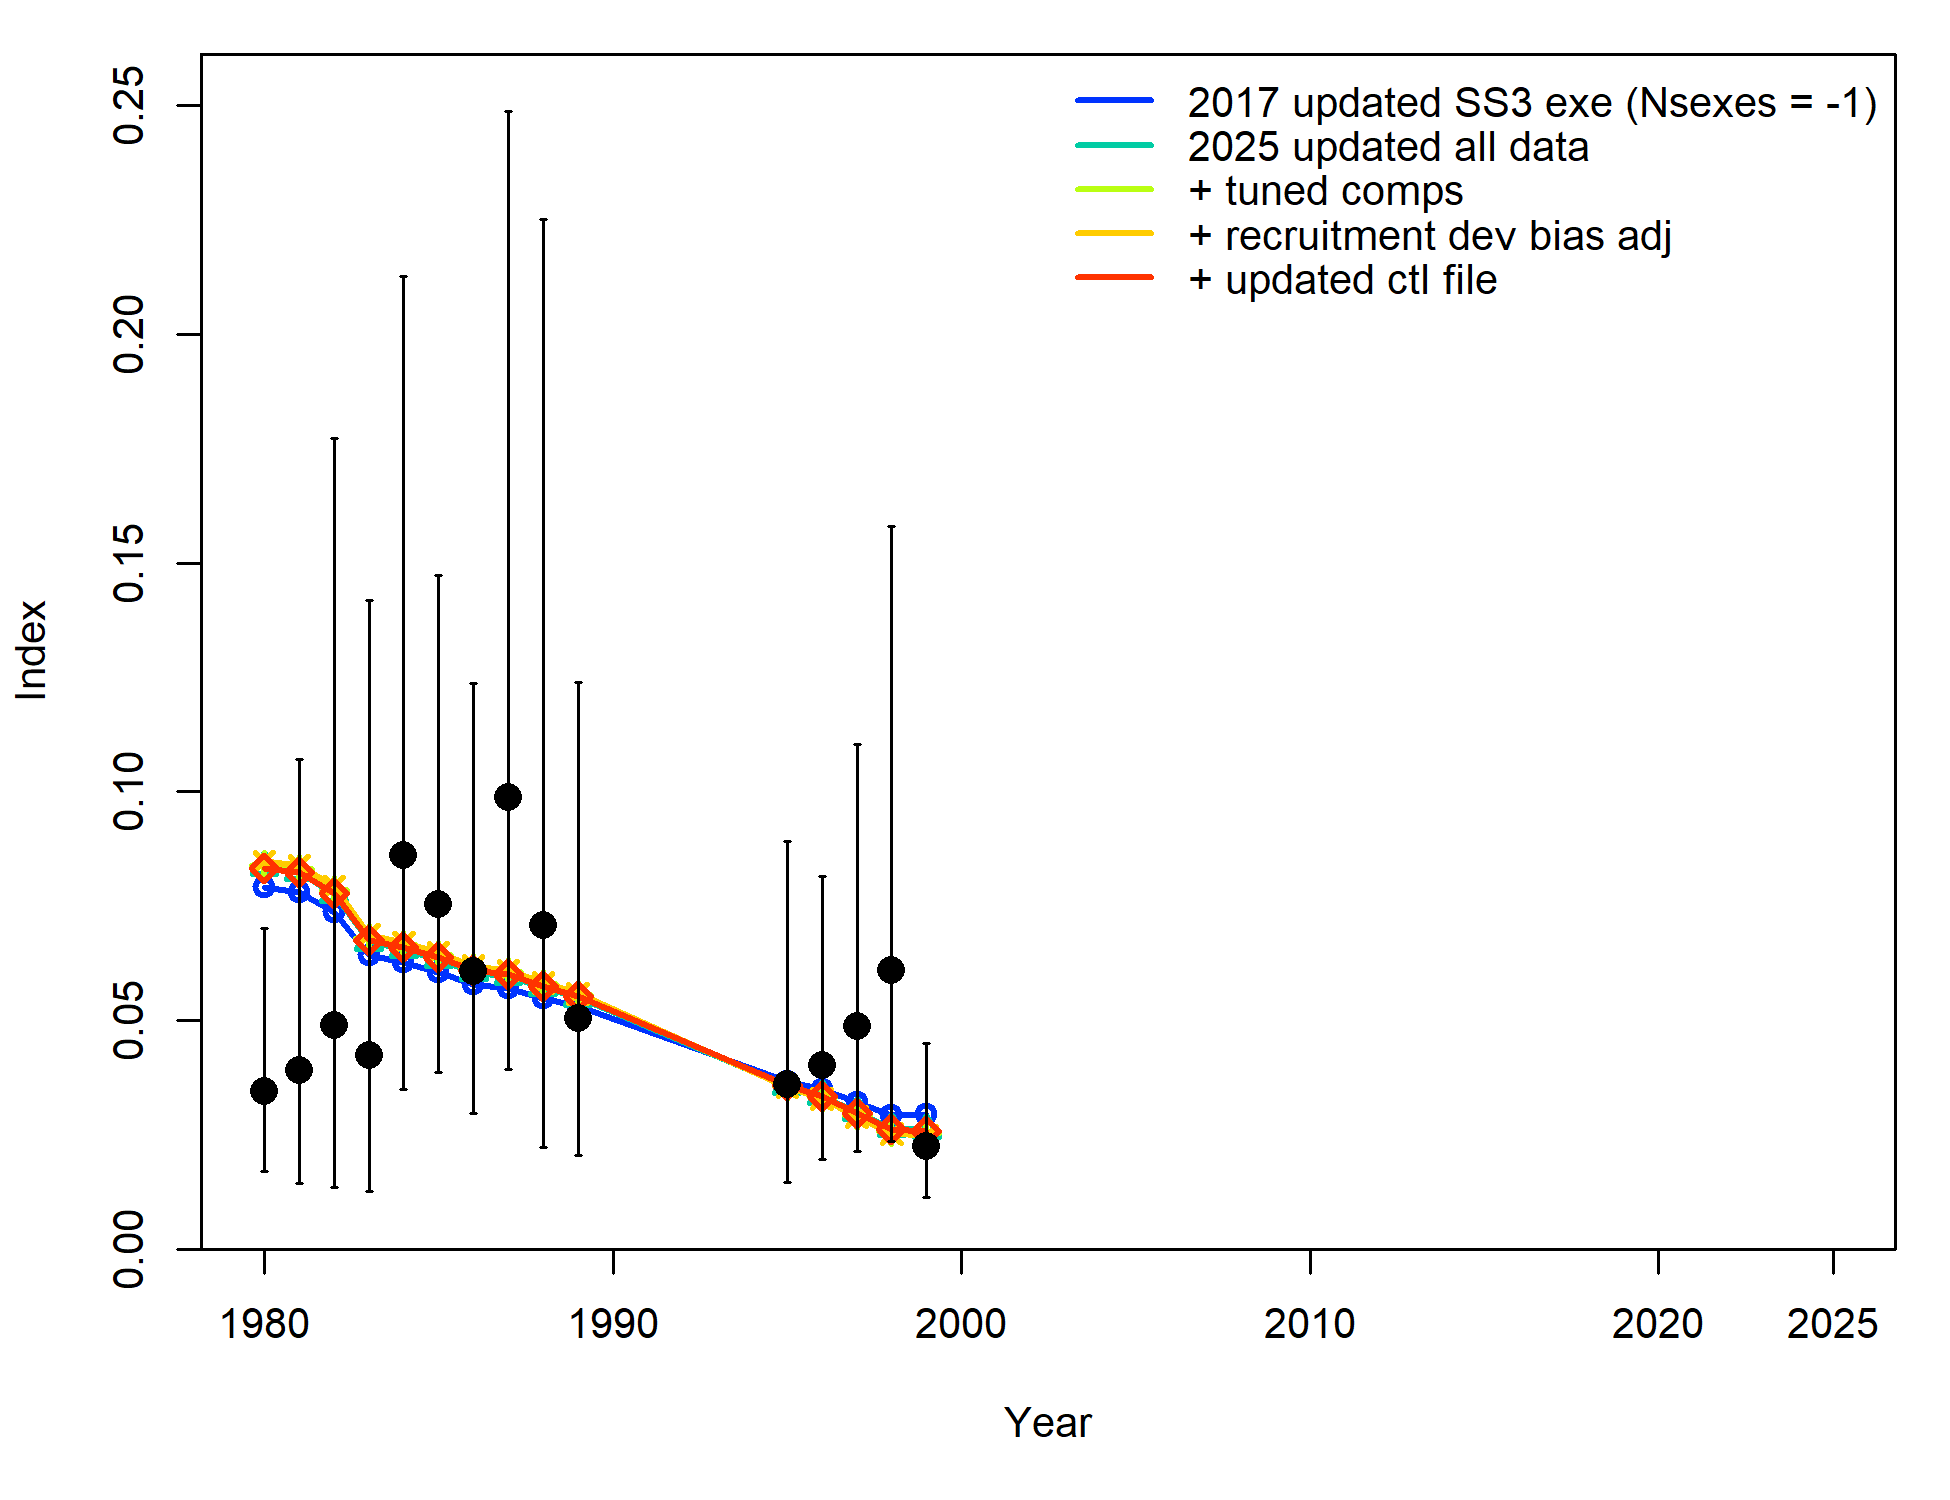 2017 updated SS3 exe (Nsexes = -1)
2025 updated all data
+ tuned comps
+ recruitment dev bias adj
+ updated ctl file
0.25
0.20
0.15
0.10
0.05
0.00
Index
1980 1990 2000 2010 2020 2025
Year